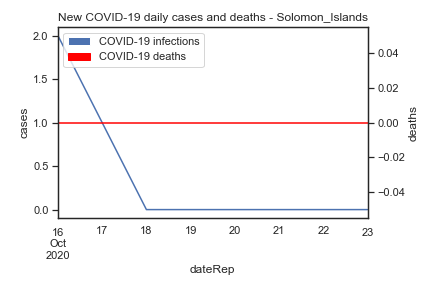 New COVID-19 daily cases and deaths - Solomon_Islands
COVID-19 infections
COVID-19 deaths
2.0
1.5
1.0
0.5
0.0
cases
0.04
0.02
0.00
−0.02
−0.04
deaths
16 17 18 19 20 21 22 23
Oct
2020
dateRep